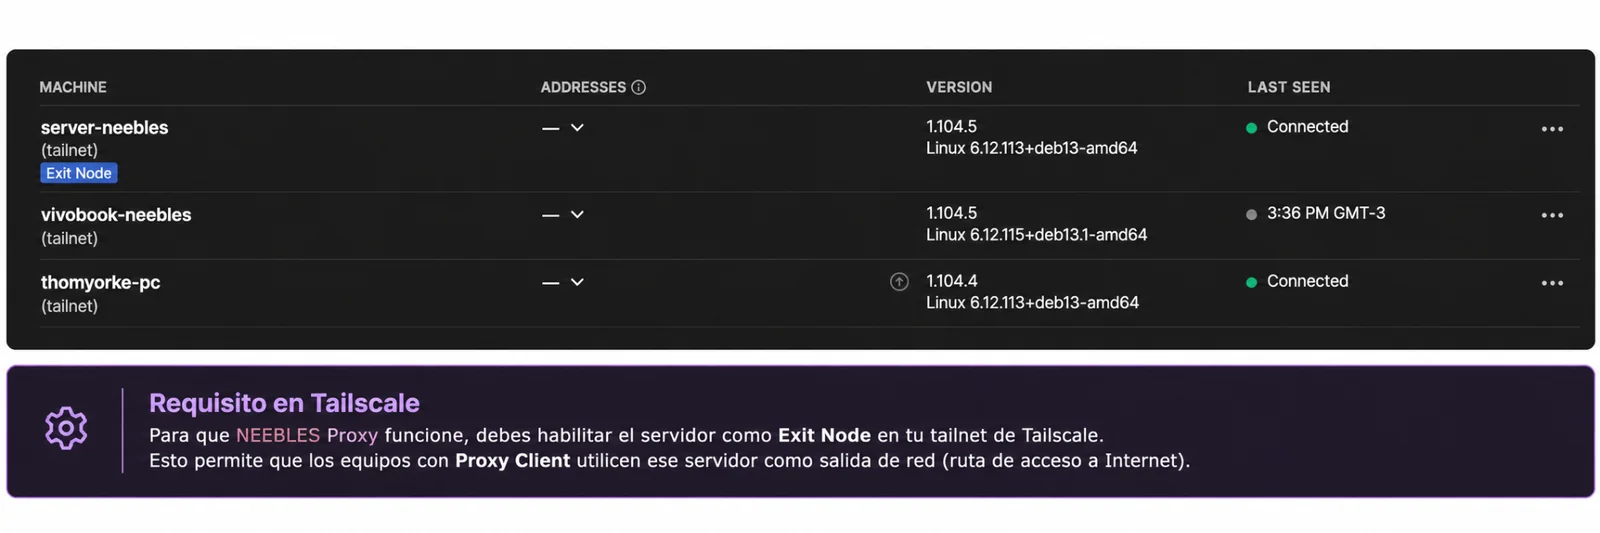 MACHINE ADDRESSES VERSION LAST SEEN
server-neebles — 1.104.5 Connected
(tailnet) Linux 6.12.113+deb13-amd64
Exit Node
vivobook-neebles — 1.104.5 3:36 PM GMT-3
(tailnet) Linux 6.12.115+deb13.1-amd64
thomyorke-pc — 1.104.4 Connected
(tailnet) Linux 6.12.113+deb13-amd64
Requisito en Tailscale
Para que NEEBLES Proxy funcione, debes habilitar el servidor como Exit Node en tu tailnet de Tailscale.
Esto permite que los equipos con Proxy Client utilicen ese servidor como salida de red (ruta de acceso a Internet).